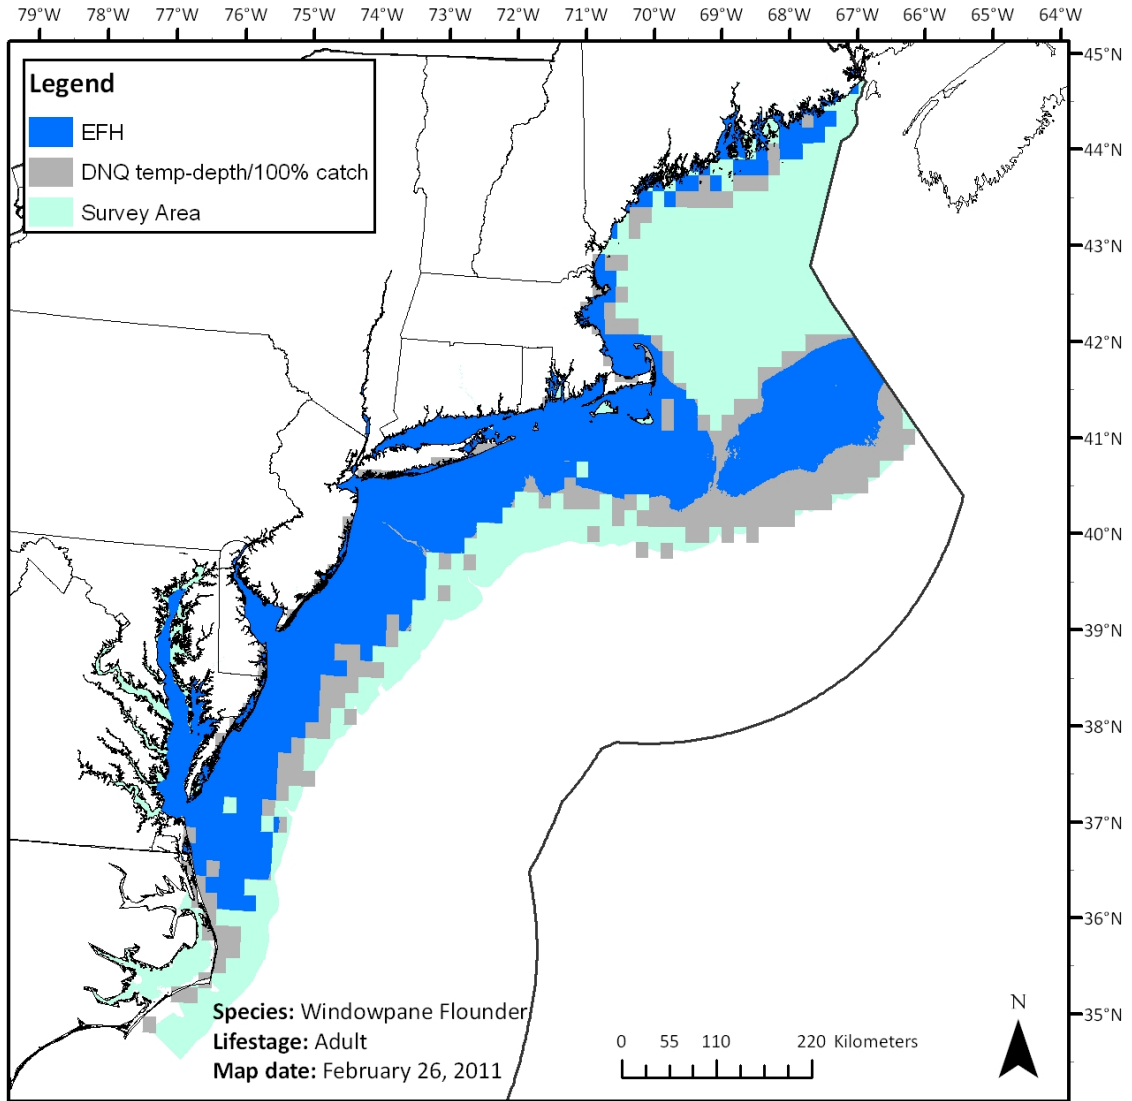 79°W 78°W 77°W 76°W 75°W 74°W 73°W 72°W 71°W 70°W 69°W 68°W 67°W 66°W 65°W 64°W
Legend
EFH
DNQ temp-depth/100% catch
Survey Area
45°N
44°N
43°N
42°N
41°N
40°N
39°N
38°N
37°N
36°N
35°N
Species: Windowpane Flounder
Lifestage: Adult
Map date: February 26, 2011
0 55 110 220 Kilometers
N